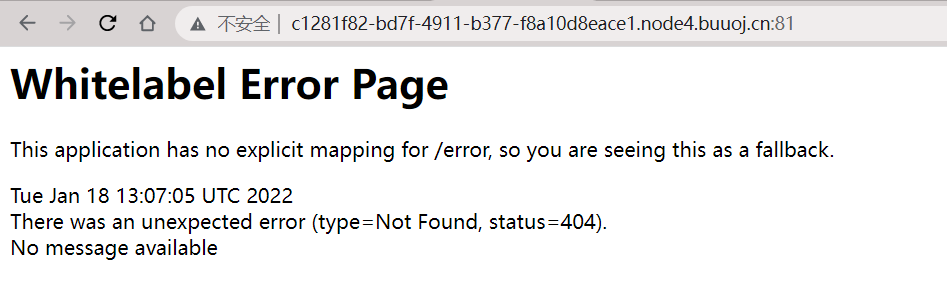 不安全 | c1281f82-bd7f-4911-b377-f8a10d8eace1.node4.buuoj.cn:81
Whitelabel Error Page
This application has no explicit mapping for /error, so you are seeing this as a fallback.
Tue Jan 18 13:07:05 UTC 2022
There was an unexpected error (type=Not Found, status=404).
No message available